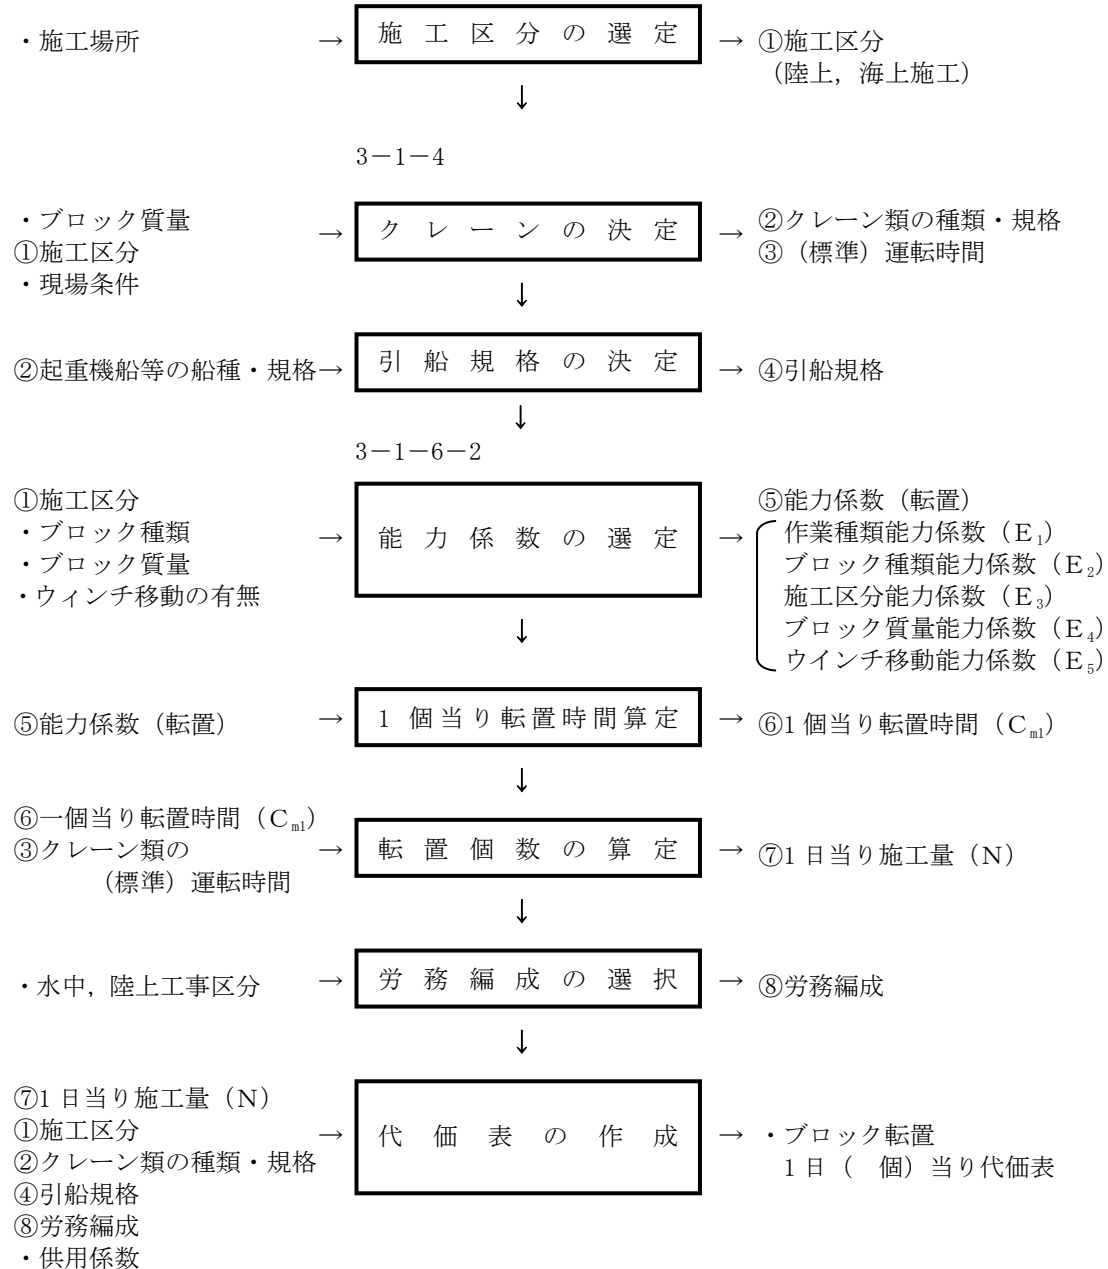 ・施工場所 → 施工区分の選定 → ①施工区分
（陸上，海上施工）
↓
3－1－4
・ブロック質量
①施工区分
・現場条件
→ クレーンの決定 →
②クレーン類の種類・規格
③（標準）運転時間
↓
②起重機船等の船種・規格→ 引船規格の決定 → ④引船規格
↓
3－1－6－2
①施工区分
・ブロック種類
・ブロック質量
・ウィンチ移動の有無
→ 能力係数の選定 →
⑤能力係数（転置）
作業種類能力係数（E₁）
ブロック種類能力係数（E₂）
施工区分能力係数（E₃）
ブロック質量能力係数（E₄）
ウインチ移動能力係数（E₅）
↓
⑤能力係数（転置） → 1 個当り転置時間算定 → ⑥1 個当り転置時間（Cm1）
↓
⑥一個当り転置時間（Cm1）
③クレーン類の
（標準）運転時間
→ 転置個数の算定 → ⑦1 日当り施工量（N）
↓
・水中，陸上工事区分 → 労務編成の選択 → ⑧労務編成
↓
⑦1 日当り施工量（N）
①施工区分
②クレーン類の種類・規格
④引船規格
⑧労務編成
・供用係数
→ 代価表の作成 →
・ブロック転置
1 日（　個）当り代価表